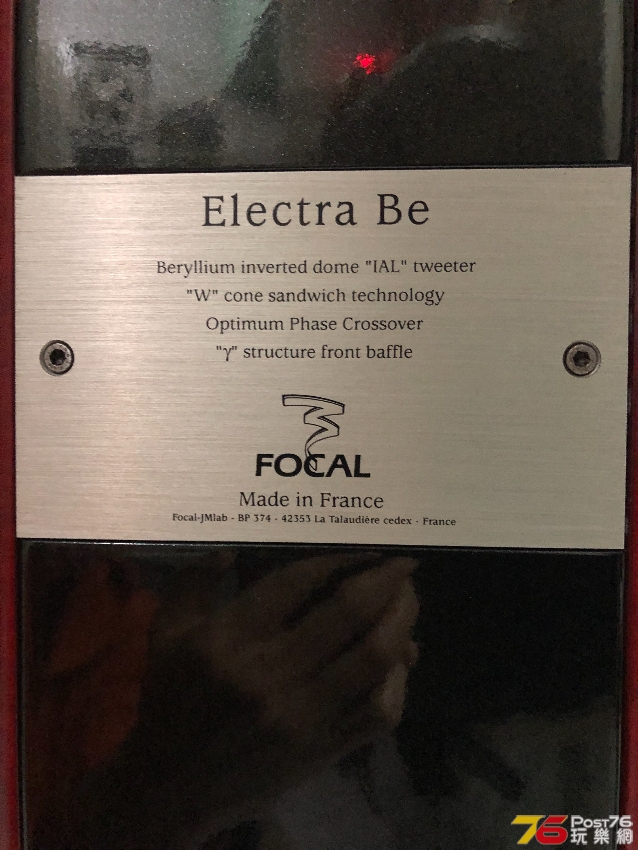 Electra Be
Beryllium inverted dome "IAL" tweeter
"W" cone sandwich technology
Optimum Phase Crossover
"γ" structure front baffle
FOCAL
Made in France
Focal-JMlab - BP 374 - 42353 La Talaudière cedex - France
76 Post76
玩樂網